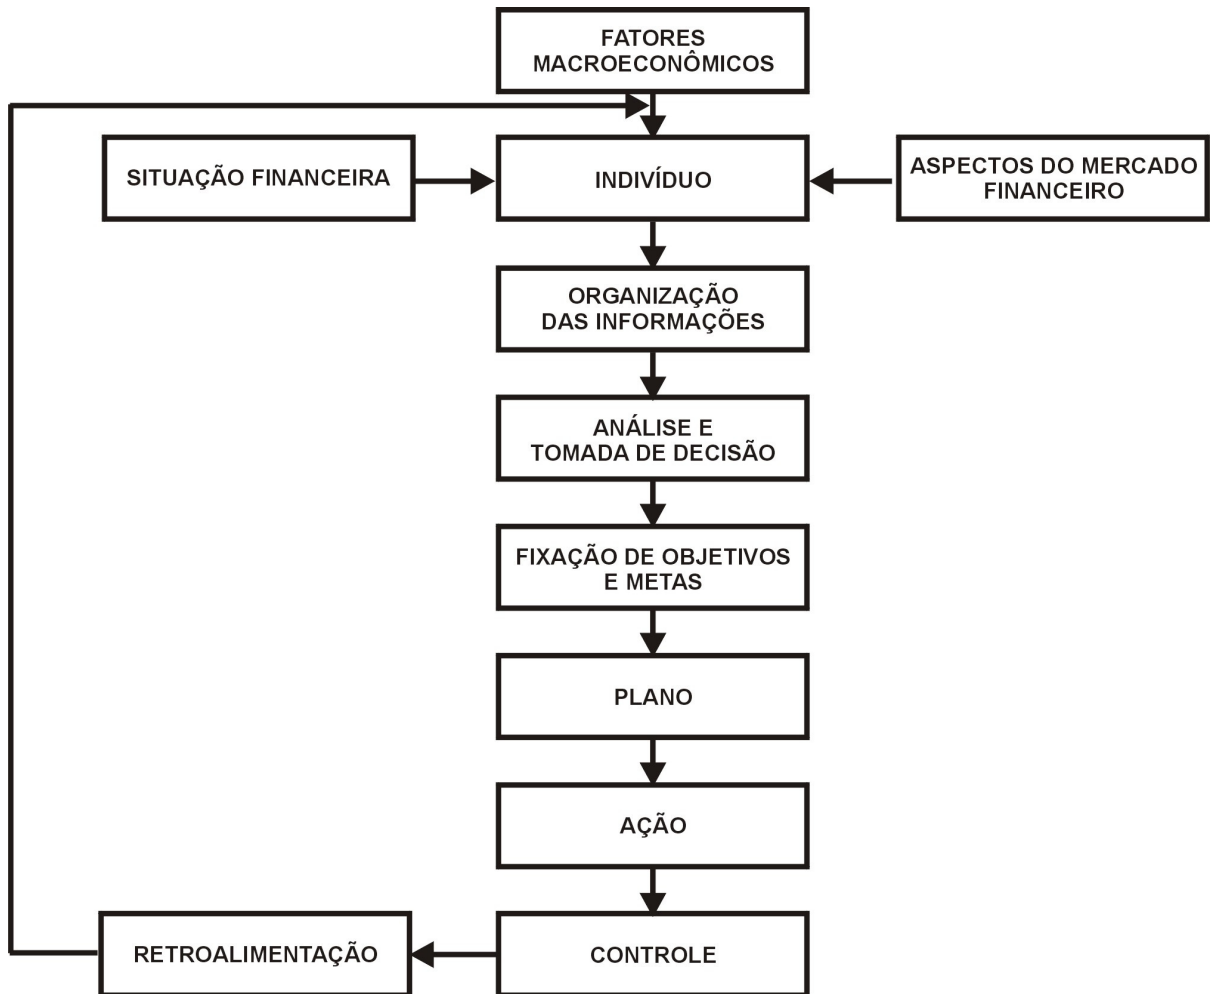 FATORES
MACROECONÔMICOS
SITUAÇÃO FINANCEIRA
INDIVÍDUO
ASPECTOS DO MERCADO
FINANCEIRO
ORGANIZAÇÃO
DAS INFORMAÇÕES
ANÁLISE E
TOMADA DE DECISÃO
FIXAÇÃO DE OBJETIVOS
E METAS
PLANO
AÇÃO
RETROALIMENTAÇÃO
CONTROLE